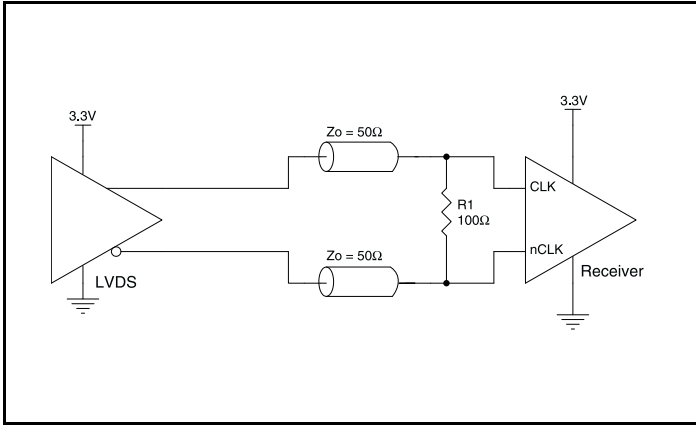 3.3V
3.3V
Zo = 50Ω
CLK
R1
100Ω
nCLK
Zo = 50Ω
LVDS
Receiver